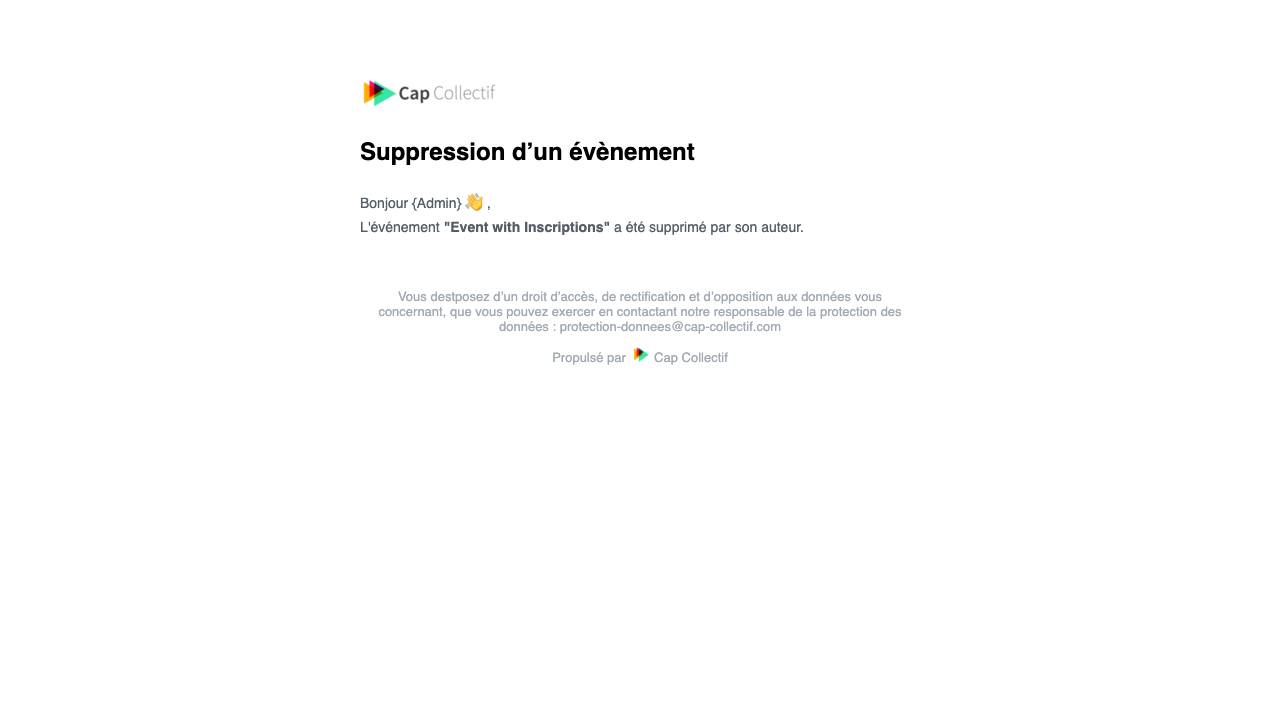 Cap Collectif
Suppression d’un évènement
Bonjour {Admin} 👋 ,
L'événement "Event with Inscriptions" a été supprimé par son auteur.
Vous destposez d’un droit d’accès, de rectification et d’opposition aux données vous
concernant, que vous pouvez exercer en contactant notre responsable de la protection des
données : protection-donnees@cap-collectif.com
Propulsé par Cap Collectif